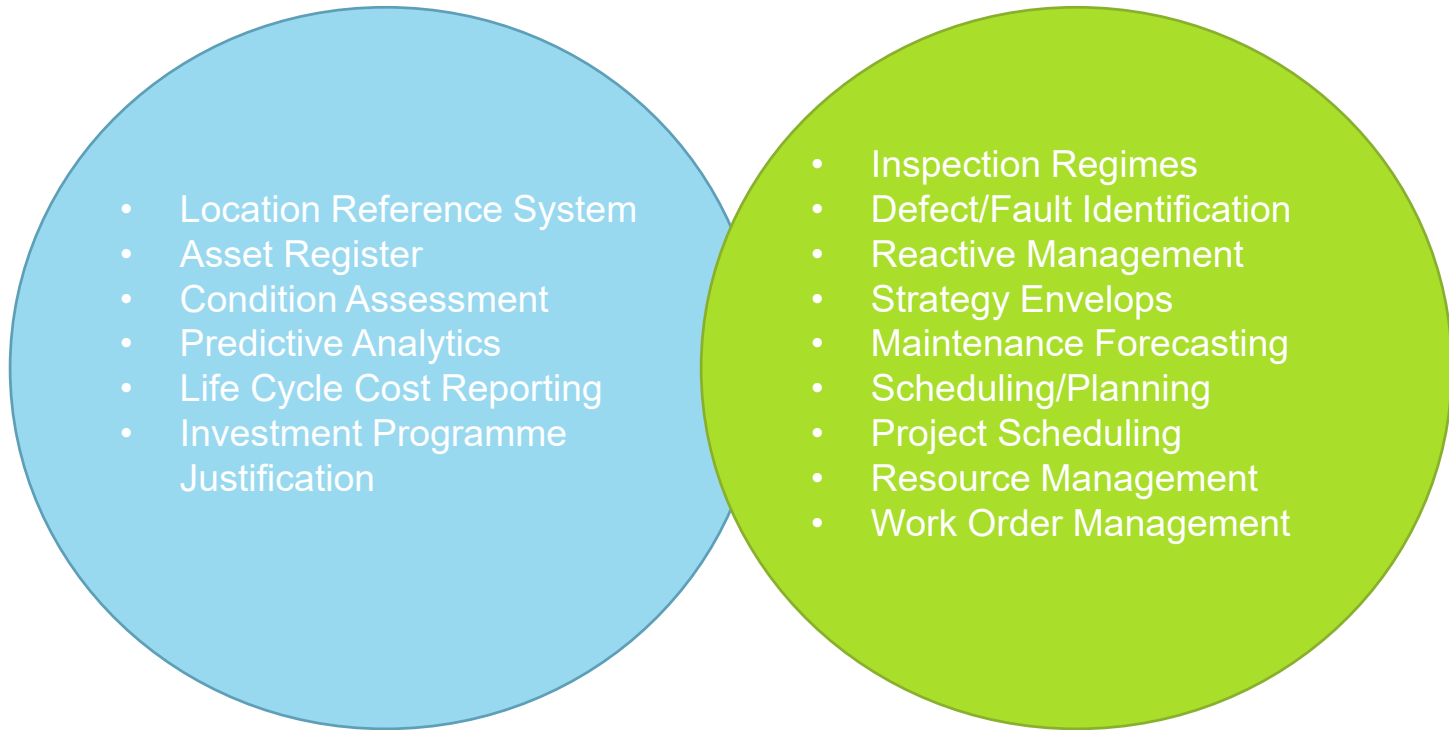 • Location Reference System
• Asset Register
• Condition Assessment
• Predictive Analytics
• Life Cycle Cost Reporting
• Investment Programme
Justification
• Inspection Regimes
• Defect/Fault Identification
• Reactive Management
• Strategy Envelops
• Maintenance Forecasting
• Scheduling/Planning
• Project Scheduling
• Resource Management
• Work Order Management